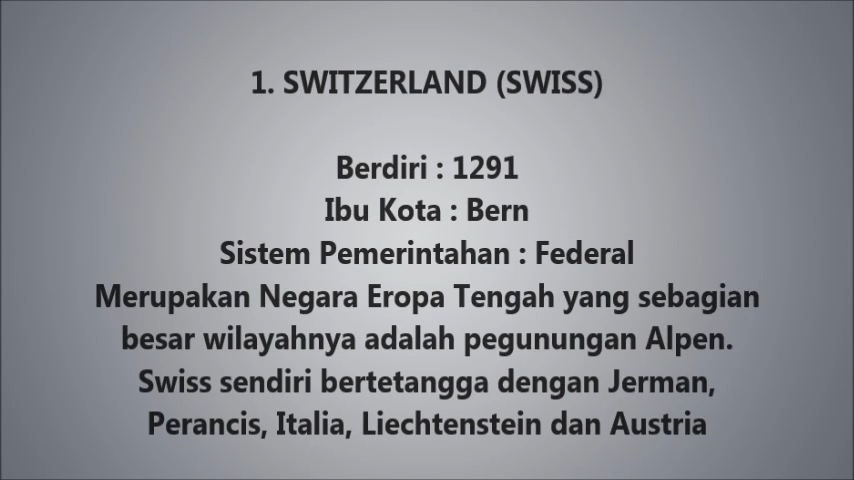 1. SWITZERLAND (SWISS)
Berdiri : 1291
Ibu Kota : Bern
Sistem Pemerintahan : Federal
Merupakan Negara Eropa Tengah yang sebagian
besar wilayahnya adalah pegunungan Alpen.
Swiss sendiri bertetangga dengan Jerman,
Perancis, Italia, Liechtenstein dan Austria